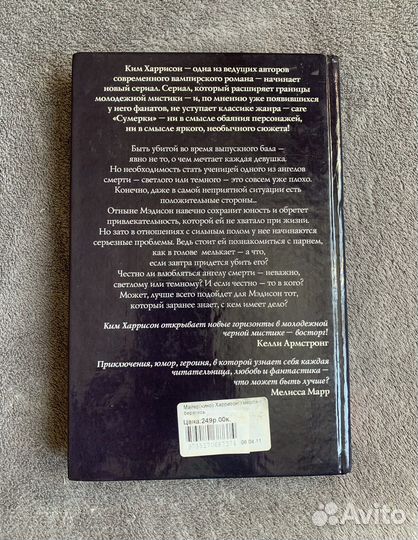 Ким Харрисон — одна из ведущих авторов
современного вампирского романа — начинает
новый сериал. Сериал, который расширяет границы
молодежной мистики — и, по мнению уже появившихся
у него фанатов, не уступает классике жанра — саге
«Сумерки» — ни в смысле обаяния персонажей,
ни в смысле яркого, необычного сюжета!
Быть убитой во время выпускного бала —
явно не то, о чем мечтает каждая девушка.
Но необходимость стать ученицей одного из ангелов
смерти — светлого или темного — это совсем уже плохо.
Конечно, даже в самой неприятной ситуации есть
положительные стороны...
Отныне Мэдисон навечно сохранит юность и обретет
привлекательность, которой ей не хватало при жизни.
Но зато в отношениях с сильным полом у нее начинаются
серьезные проблемы. Ведь стоит ей познакомиться с парнем,
как в голове мелькает — а что,
если завтра придется убить его?
Честно ли влюбляться ангелу смерти — неважно,
светлому или темному? И если честно — то в кого?
Может, лучше всего подойдет для Мэдисон тот,
который заранее знает, с кем имеет дело?
Ким Харрисон открывает новые горизонты в молодежной
черной мистике — восторг!
Келли Армстронг
Приключения, юмор, героиня, в которой узнает себя каждая
читательница, любовь и фантастика —
что может быть лучше?
Мелисса Марр
Цена:249р.00к.
06.04.11
Avito